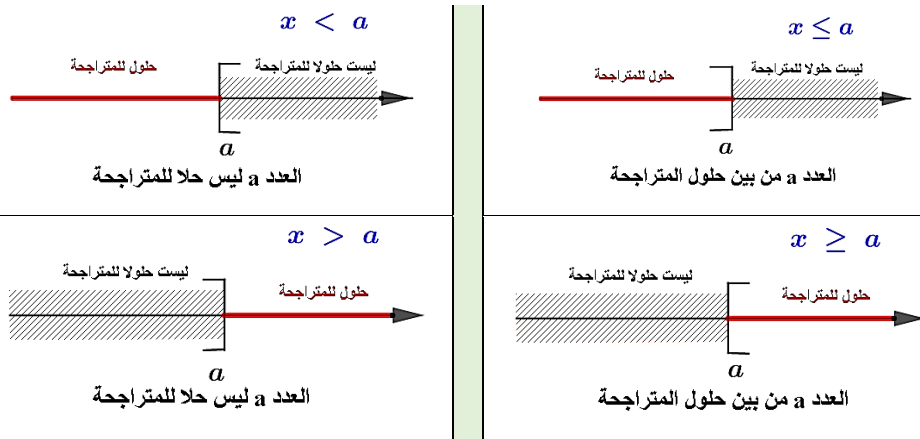 x ≤ a
ليست حلولا للمتراجحة
حلول للمتراجحة
a
العدد a من بين حلول المتراجحة
x < a
ليست حلولا للمتراجحة
حلول للمتراجحة
a
العدد a ليس حلا للمتراجحة
x ≥ a
حلول للمتراجحة
ليست حلولا للمتراجحة
a
العدد a من بين حلول المتراجحة
x > a
حلول للمتراجحة
ليست حلولا للمتراجحة
a
العدد a ليس حلا للمتراجحة